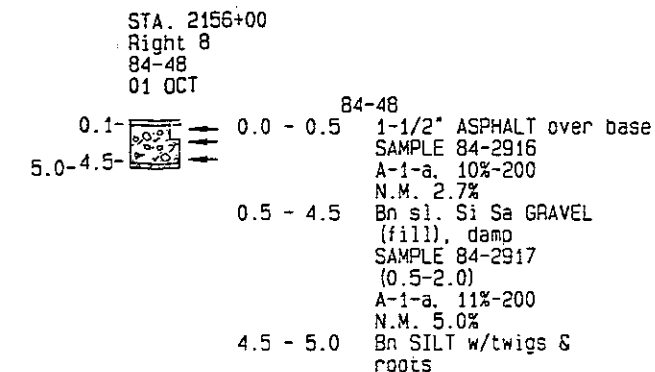 STA. 2156+00
Right 8
84-48
01 OCT
84-48
0.1-
0.0 - 0.5 1-1/2" ASPHALT over base
SAMPLE 84-2916
5.0-4.5-
A-1-a, 10%-200
N.M. 2.7%
0.5 - 4.5 Bn sl. Si Sa GRAVEL
(fill), damp
SAMPLE 84-2917
(0.5-2.0)
A-1-a, 11%-200
N.M. 5.0%
4.5 - 5.0 Bn SILT w/twigs &
roots